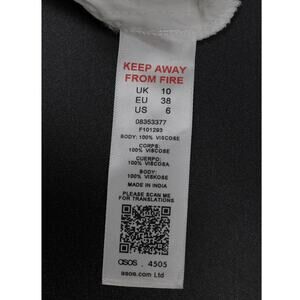 KEEP AWAY
FROM FIRE
UK 10
EU 38
US 6
08353377
F101293
BODY: 100% VISCOSE
CORPS:
100% VISCOSE
CUERPO:
100% VISCOSA
BODY:
100% VISKOSE
MADE IN INDIA
PLEASE SCAN ME
FOR TRANSLATIONS
asos . 4505
asos.com Ltd